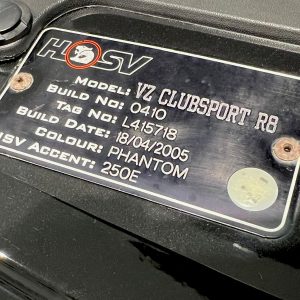 HSV
MODEL: VZ CLUBSPORT R8
BUILD NO: 0410
TAG NO: L415718
BUILD DATE: 18/04/2005
COLOUR: PHANTOM
HSV ACCENT: 250E